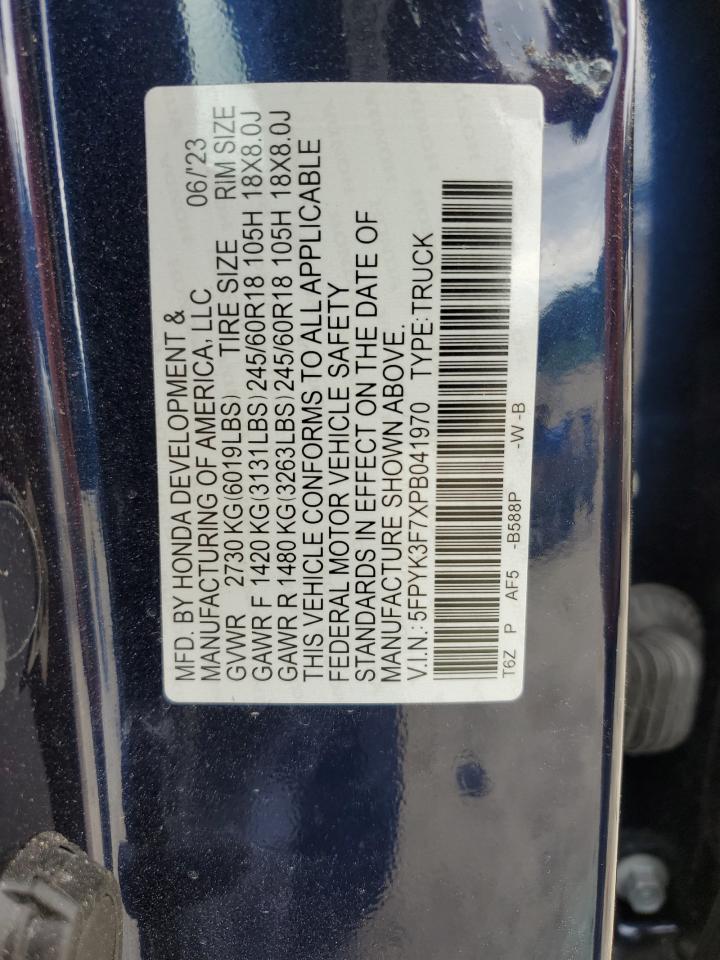 MFD. BY HONDA DEVELOPMENT &
MANUFACTURING OF AMERICA, LLC 06/'23
GVWR 2730 KG(6019LBS) TIRE SIZE RIM SIZE
GAWR F 1420 KG(3131LBS)245/60R18 105H 18X8.0J
GAWR R 1480 KG(3263LBS)245/60R18 105H 18X8.0J
THIS VEHICLE CONFORMS TO ALL APPLICABLE
FEDERAL MOTOR VEHICLE SAFETY
STANDARDS IN EFFECT ON THE DATE OF
MANUFACTURE SHOWN ABOVE.
V.I.N.:5FPYK3F7XPB041970 TYPE:TRUCK
T6Z P AF5 -B588P -W-B